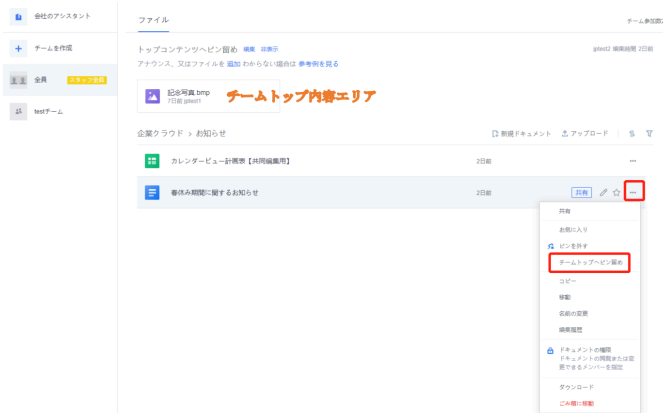 会社のアシスタント
ファイル
チーム参加数
チームを作成
トップコンテンツへピン留め 編集 非表示
jptest2 編集時間 2日前
アナウンス、又はファイルを 追加 わからない場合は 参考例を見る
全員 スタッフ全員
記念写真.bmp
7日前 jptest1
チームトップ内容エリア
testチーム
企業クラウド > お知らせ
新規ドキュメント アップロード
カレンダービュー計画表【共同編集用】 2日前
春休み期間に関するお知らせ 2日前 共有
共有
お気に入り
ピンを外す
チームトップへピン留め
コピー
移動
名前の変更
編集履歴
ドキュメントの権限
ドキュメントの閲覧または変
更できるメンバーを指定
ダウンロード
ごみ箱に移動